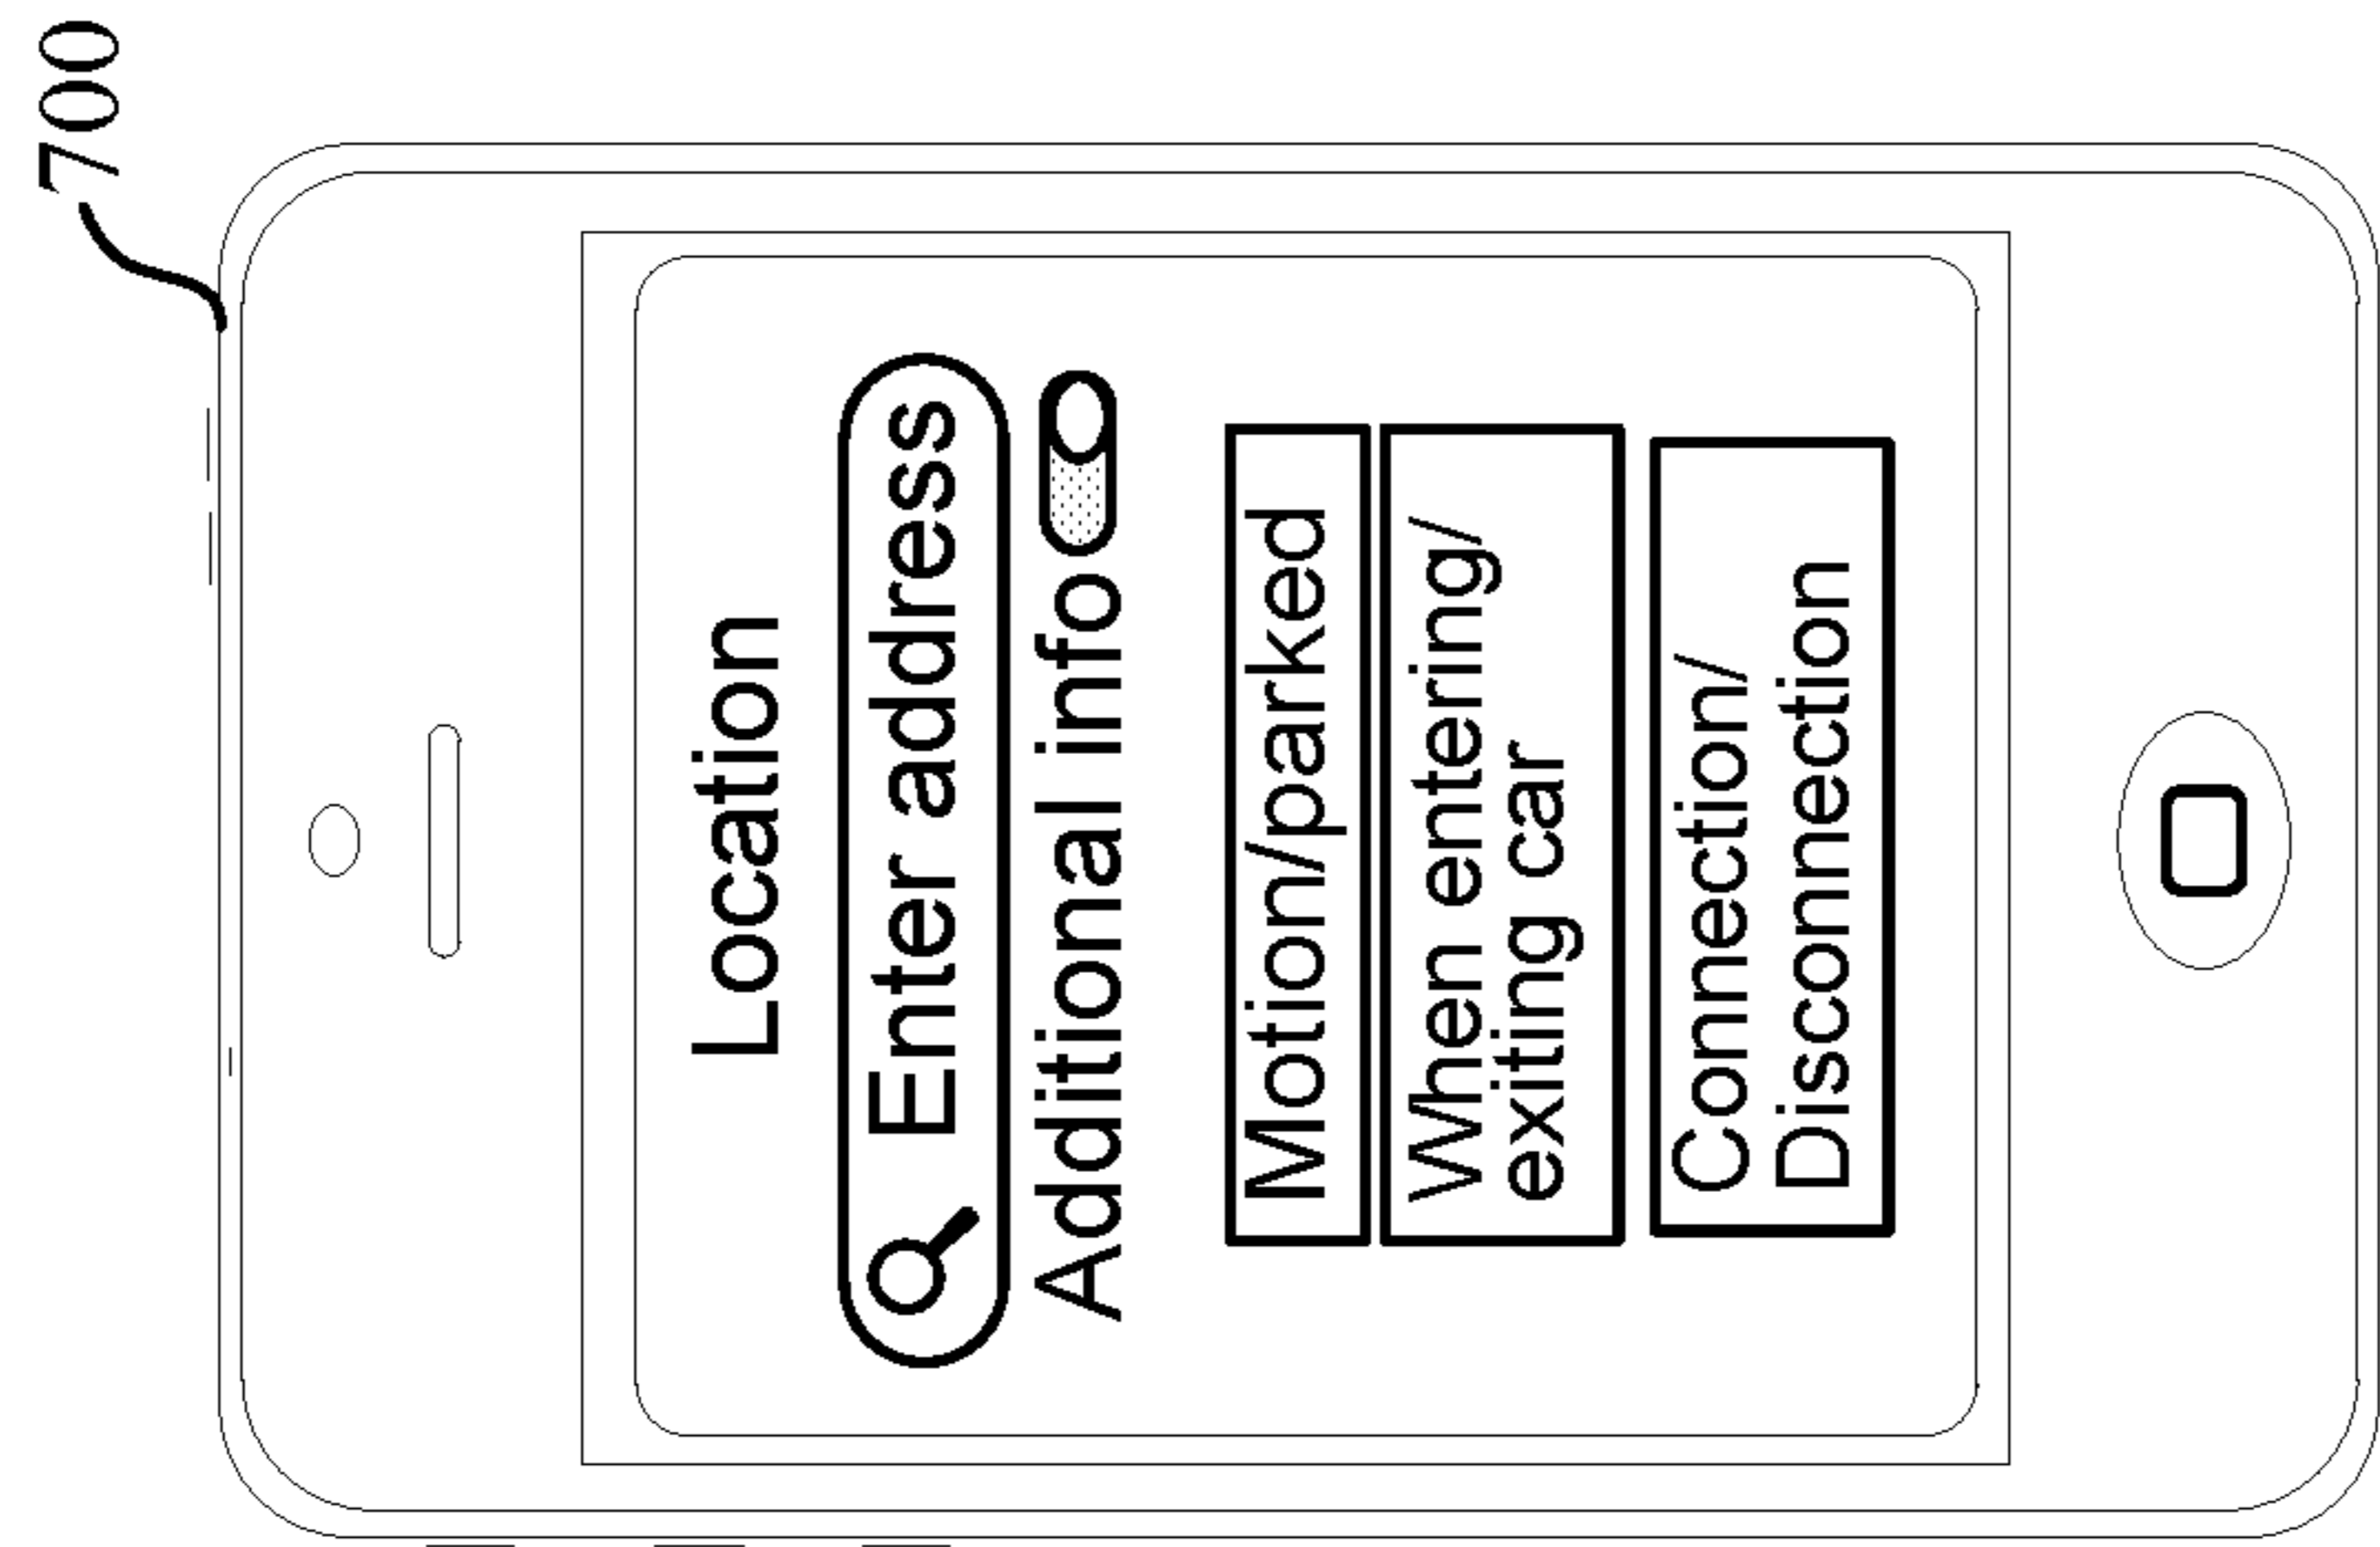 700
Location
Enter address
Additional info
Motion/parked
When entering/
exiting car
Connection/
Disconnection